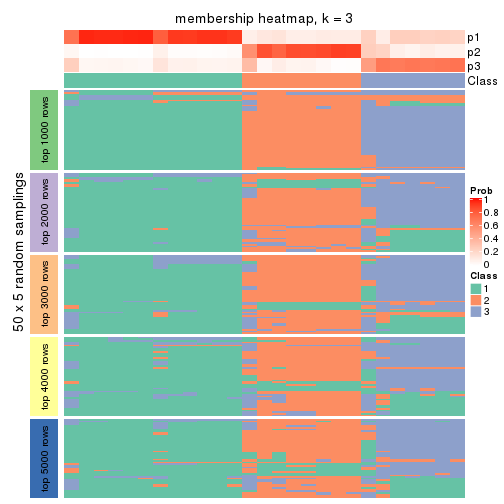 membership heatmap, k = 3
p1
p2
p3
Class
50 x 5 random samplings
top 1000 rows
top 2000 rows
top 3000 rows
top 4000 rows
top 5000 rows
Prob
1
0.8
0.6
0.4
0.2
0
Class
1
2
3